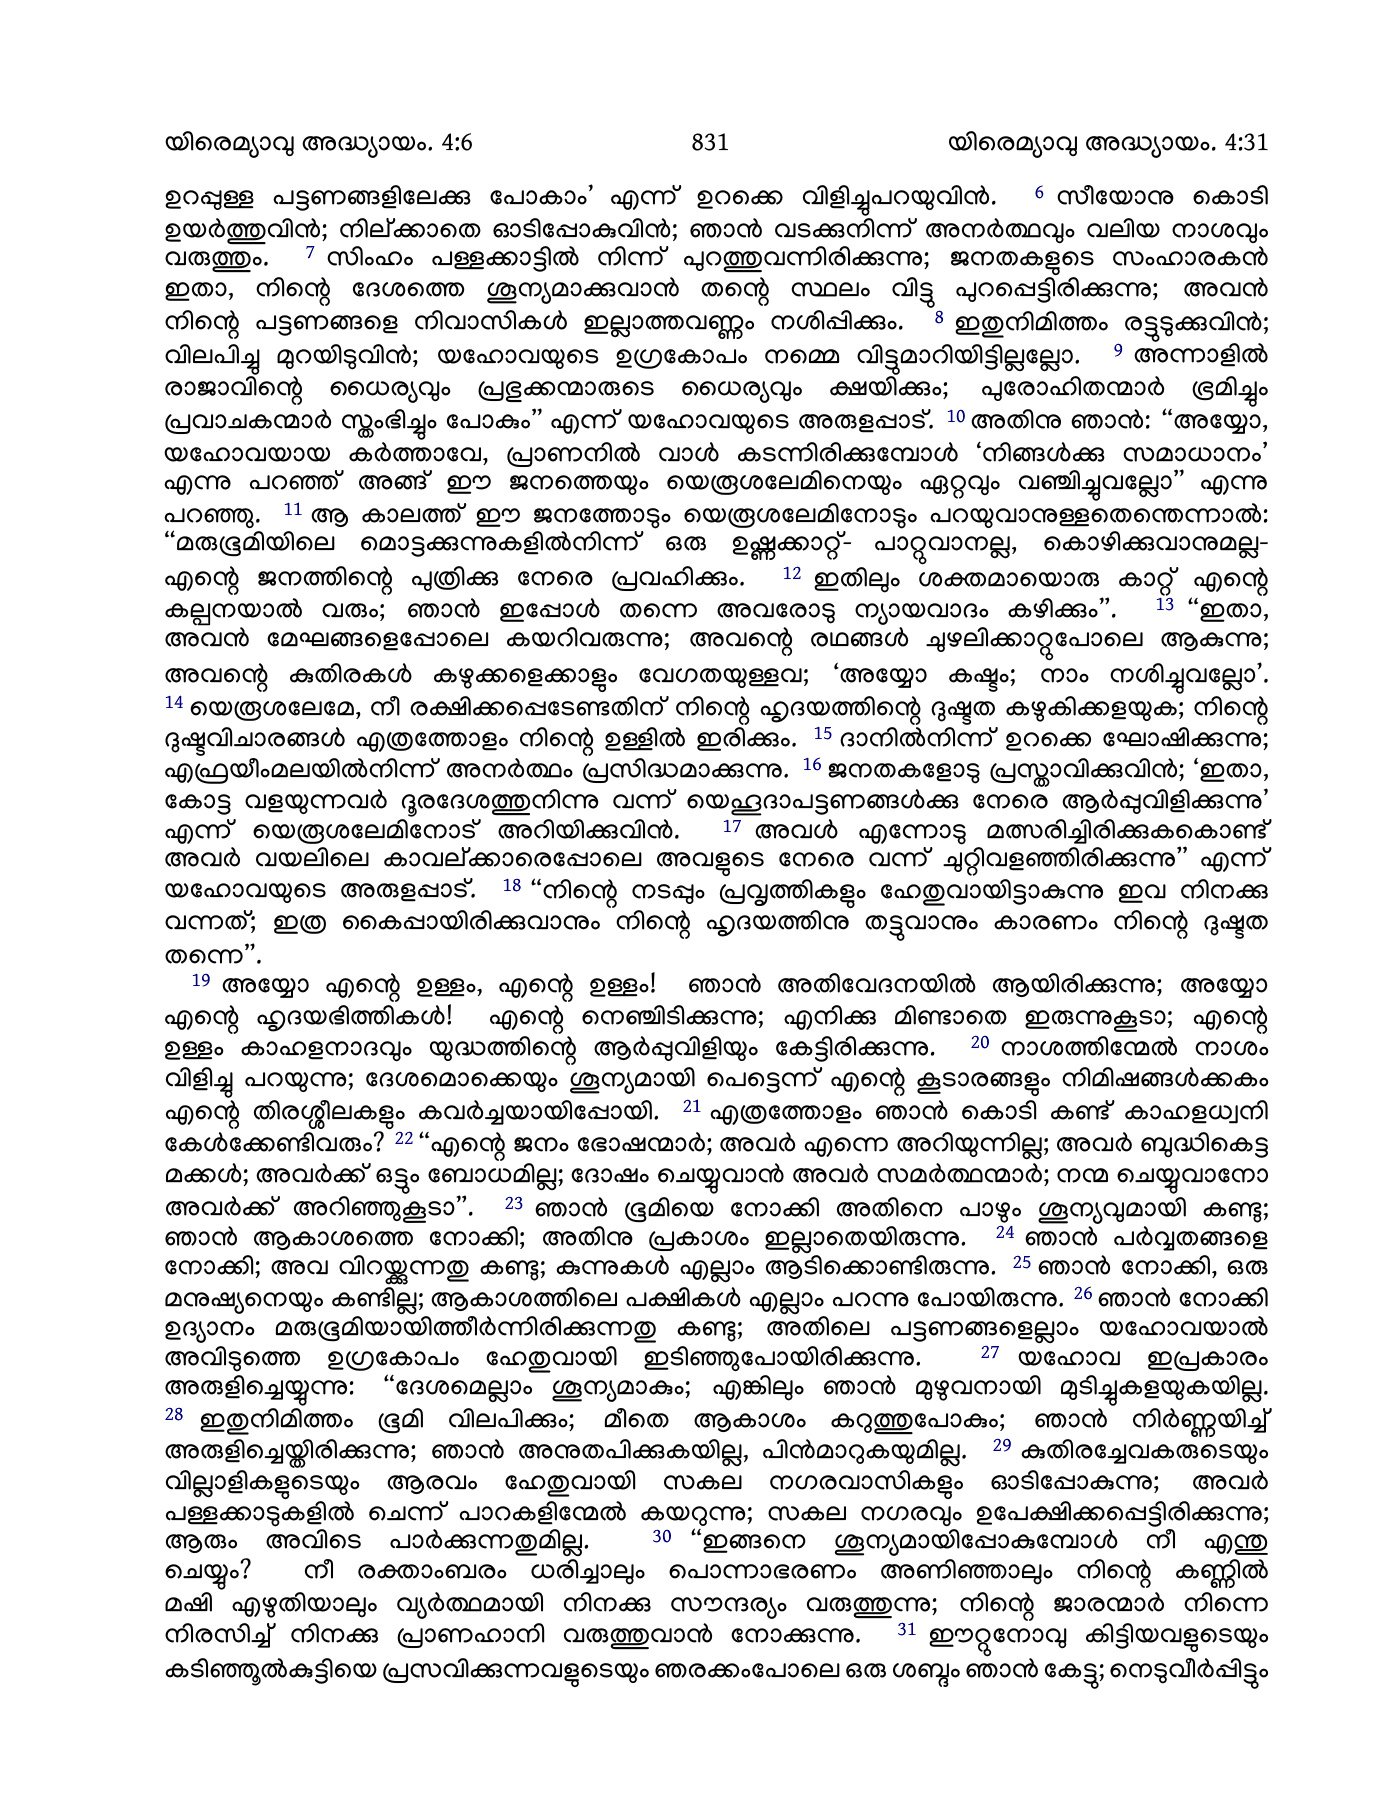 യിരെമ്യാവു അദ്ധ്യായം. 4:6 831 യിരെമ്യാവു അദ്ധ്യായം. 4:31
ഉറപ്പുള്ള പട്ടണങ്ങളിലേക്കു പോകാം’ എന്ന് ഉറക്കെ വിളിച്ചുപറയുവിൻ. 6 സീയോനു കൊടി
ഉയർത്തുവിൻ; നില്ക്കാതെ ഓടിപ്പോകുവിൻ; ഞാൻ വടക്കുനിന്ന് അനർത്ഥവും വലിയ നാശവും
വരുത്തും. 7 സിംഹം പള്ളക്കാട്ടിൽ നിന്ന് പുറത്തുവന്നിരിക്കുന്നു; ജനതകളുടെ സംഹാരകൻ
ഇതാ, നിന്റെ ദേശത്തെ ശൂന്യമാക്കുവാൻ തന്റെ സ്ഥലം വിട്ടു പുറപ്പെട്ടിരിക്കുന്നു; അവൻ
നിന്റെ പട്ടണങ്ങളെ നിവാസികൾ ഇല്ലാത്തവണ്ണം നശിപ്പിക്കും. 8 ഇതുനിമിത്തം രട്ടുടുക്കുവിൻ;
വിലപിച്ചു മുറയിടുവിൻ; യഹോവയുടെ ഉഗ്രകോപം നമ്മെ വിട്ടുമാറിയിട്ടില്ലല്ലോ. 9 അന്നാളിൽ
രാജാവിന്റെ ധൈര്യവും പ്രഭുക്കന്മാരുടെ ധൈര്യവും ക്ഷയിക്കും; പുരോഹിതന്മാർ ഭ്രമിച്ചും
പ്രവാചകന്മാർ സ്തംഭിച്ചും പോകും” എന്ന് യഹോവയുടെ അരുളപ്പാട്. 10 അതിനു ഞാൻ: “അയ്യോ,
യഹോവയായ കർത്താവേ, പ്രാണനിൽ വാൾ കടന്നിരിക്കുമ്പോൾ ‘നിങ്ങൾക്കു സമാധാനം’
എന്നു പറഞ്ഞ് അങ്ങ് ഈ ജനത്തെയും യെരൂശലേമിനെയും ഏറ്റവും വഞ്ചിച്ചുവല്ലോ” എന്നു
പറഞ്ഞു. 11 ആ കാലത്ത് ഈ ജനത്തോടും യെരൂശലേമിനോടും പറയുവാനുള്ളതെന്തെന്നാൽ:
“മരുഭൂമിയിലെ മൊട്ടക്കുന്നുകളിൽനിന്ന് ഒരു ഉഷ്ണക്കാറ്റ്- പാറ്റുവാനല്ല, കൊഴിക്കുവാനുമല്ല-
എന്റെ ജനത്തിന്റെ പുത്രിക്കു നേരെ പ്രവഹിക്കും. 12 ഇതിലും ശക്തമായൊരു കാറ്റ് എന്റെ
കല്പനയാൽ വരും; ഞാൻ ഇപ്പോൾ തന്നെ അവരോടു ന്യായവാദം കഴിക്കും”. 13 “ഇതാ,
അവൻ മേഘങ്ങളെപ്പോലെ കയറിവരുന്നു; അവന്റെ രഥങ്ങൾ ചുഴലിക്കാറ്റുപോലെ ആകുന്നു;
അവന്റെ കുതിരകൾ കഴുക്കളെക്കാളും വേഗതയുള്ളവ; ‘അയ്യോ കഷ്ടം; നാം നശിച്ചുവല്ലോ’.
14 യെരൂശലേമേ, നീ രക്ഷിക്കപ്പെടേണ്ടതിന് നിന്റെ ഹൃദയത്തിന്റെ ദുഷ്ടത കഴുകിക്കളയുക; നിന്റെ
ദുഷ്ടവിചാരങ്ങൾ എത്രത്തോളം നിന്റെ ഉള്ളിൽ ഇരിക്കും. 15 ദാനിൽനിന്ന് ഉറക്കെ ഘോഷിക്കുന്നു;
എഫ്രയീംമലയിൽനിന്ന് അനർത്ഥം പ്രസിദ്ധമാക്കുന്നു. 16 ജനതകളോടു പ്രസ്താവിക്കുവിൻ; ‘ഇതാ,
കോട്ട വളയുന്നവർ ദൂരദേശത്തുനിന്നു വന്ന് യെഹൂദാപട്ടണങ്ങൾക്കു നേരെ ആർപ്പുവിളിക്കുന്നു’
എന്ന് യെരൂശലേമിനോട് അറിയിക്കുവിൻ. 17 അവൾ എന്നോടു മത്സരിച്ചിരിക്കുകകൊണ്ട്
അവർ വയലിലെ കാവല്ക്കാരെപ്പോലെ അവളുടെ നേരെ വന്ന് ചുറ്റിവളഞ്ഞിരിക്കുന്നു” എന്ന്
യഹോവയുടെ അരുളപ്പാട്. 18 “നിന്റെ നടപ്പും പ്രവൃത്തികളും ഹേതുവായിട്ടാകുന്നു ഇവ നിനക്കു
വന്നത്; ഇത്ര കൈപ്പായിരിക്കുവാനും നിന്റെ ഹൃദയത്തിനു തട്ടുവാനും കാരണം നിന്റെ ദുഷ്ടത
തന്നെ”.
19 അയ്യോ എന്റെ ഉള്ളം, എന്റെ ഉള്ളം! ഞാൻ അതിവേദനയിൽ ആയിരിക്കുന്നു; അയ്യോ
എന്റെ ഹൃദയഭിത്തികൾ! എന്റെ നെഞ്ചിടിക്കുന്നു; എനിക്കു മിണ്ടാതെ ഇരുന്നുകൂടാ; എന്റെ
ഉള്ളം കാഹളനാദവും യുദ്ധത്തിന്റെ ആർപ്പുവിളിയും കേട്ടിരിക്കുന്നു. 20 നാശത്തിന്മേൽ നാശം
വിളിച്ചു പറയുന്നു; ദേശമൊക്കെയും ശൂന്യമായി പെട്ടെന്ന് എന്റെ കൂടാരങ്ങളും നിമിഷങ്ങൾക്കകം
എന്റെ തിരശ്ശീലകളും കവർച്ചയായിപ്പോയി. 21 എത്രത്തോളം ഞാൻ കൊടി കണ്ട് കാഹളധ്വനി
കേൾക്കേണ്ടിവരും? 22 “എന്റെ ജനം ഭോഷന്മാർ; അവർ എന്നെ അറിയുന്നില്ല; അവർ ബുദ്ധികെട്ട
മക്കൾ; അവർക്ക് ഒട്ടും ബോധമില്ല; ദോഷം ചെയ്യുവാൻ അവർ സമർത്ഥന്മാർ; നന്മ ചെയ്യുവാനോ
അവർക്ക് അറിഞ്ഞുകൂടാ”. 23 ഞാൻ ഭൂമിയെ നോക്കി അതിനെ പാഴും ശൂന്യവുമായി കണ്ടു;
ഞാൻ ആകാശത്തെ നോക്കി; അതിനു പ്രകാശം ഇല്ലാതെയിരുന്നു. 24 ഞാൻ പർവ്വതങ്ങളെ
നോക്കി; അവ വിറയ്ക്കുന്നതു കണ്ടു; കുന്നുകൾ എല്ലാം ആടിക്കൊണ്ടിരുന്നു. 25 ഞാൻ നോക്കി, ഒരു
മനുഷ്യനെയും കണ്ടില്ല; ആകാശത്തിലെ പക്ഷികൾ എല്ലാം പറന്നു പോയിരുന്നു. 26 ഞാൻ നോക്കി
ഉദ്യാനം മരുഭൂമിയായിത്തീർന്നിരിക്കുന്നതു കണ്ടു; അതിലെ പട്ടണങ്ങളെല്ലാം യഹോവയാൽ
അവിടുത്തെ ഉഗ്രകോപം ഹേതുവായി ഇടിഞ്ഞുപോയിരിക്കുന്നു. 27 യഹോവ ഇപ്രകാരം
അരുളിച്ചെയ്യുന്നു: “ദേശമെല്ലാം ശൂന്യമാകും; എങ്കിലും ഞാൻ മുഴുവനായി മുടിച്ചുകളയുകയില്ല.
28 ഇതുനിമിത്തം ഭൂമി വിലപിക്കും; മീതെ ആകാശം കറുത്തുപോകും; ഞാൻ നിർണ്ണയിച്ച്
അരുളിച്ചെയ്തിരിക്കുന്നു; ഞാൻ അനുതപിക്കുകയില്ല, പിൻമാറുകയുമില്ല. 29 കുതിരച്ചേവകരുടെയും
വില്ലാളികളുടെയും ആരവം ഹേതുവായി സകല നഗരവാസികളും ഓടിപ്പോകുന്നു; അവർ
പള്ളക്കാടുകളിൽ ചെന്ന് പാറകളിന്മേൽ കയറുന്നു; സകല നഗരവും ഉപേക്ഷിക്കപ്പെട്ടിരിക്കുന്നു;
ആരും അവിടെ പാർക്കുന്നതുമില്ല. 30 “ഇങ്ങനെ ശൂന്യമായിപ്പോകുമ്പോൾ നീ എന്തു
ചെയ്യും? നീ രക്താംബരം ധരിച്ചാലും പൊന്നാഭരണം അണിഞ്ഞാലും നിന്റെ കണ്ണിൽ
മഷി എഴുതിയാലും വ്യർത്ഥമായി നിനക്കു സൗന്ദര്യം വരുത്തുന്നു; നിന്റെ ജാരന്മാർ നിന്നെ
നിരസിച്ച് നിനക്കു പ്രാണഹാനി വരുത്തുവാൻ നോക്കുന്നു. 31 ഈറ്റുനോവു കിട്ടിയവളുടെയും
കടിഞ്ഞൂൽകുട്ടിയെ പ്രസവിക്കുന്നവളുടെയും ഞരക്കംപോലെ ഒരു ശബ്ദം ഞാൻ കേട്ടു; നെടുവീർപ്പിട്ടും